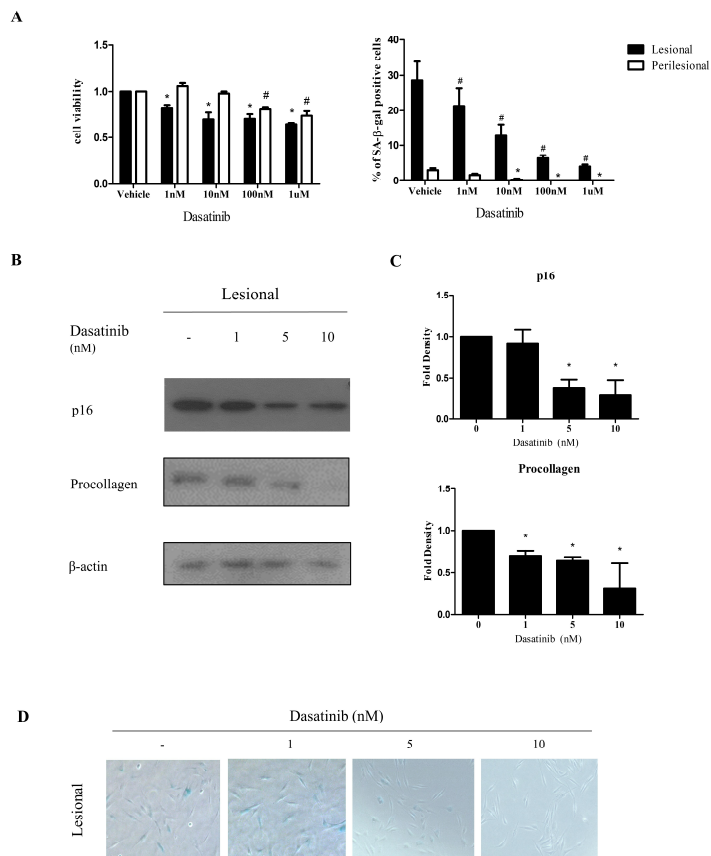 A
cell viability
1.5
1.0
0.5
0.0
* * * * # #
Vehicle 1nM 10nM 100nM 1uM
Dasatinib
% of SA-β-gal positive cells
40
30
20
10
0
# # # # * * *
Vehicle 1nM 10nM 100nM 1uM
Dasatinib
Lesional
Perilesional
B
Lesional
Dasatinib
(nM)
- 1 5 10
p16
Procollagen
β-actin
C
p16
Fold Density
1.5
1.0
0.5
0.0
* *
0 1 5 10
Dasatinib (nM)
Procollagen
Fold Density
1.5
1.0
0.5
0.0
* * *
0 1 5 10
Dasatinib (nM)
D
Dasatinib (nM)
- 1 5 10
Lesional